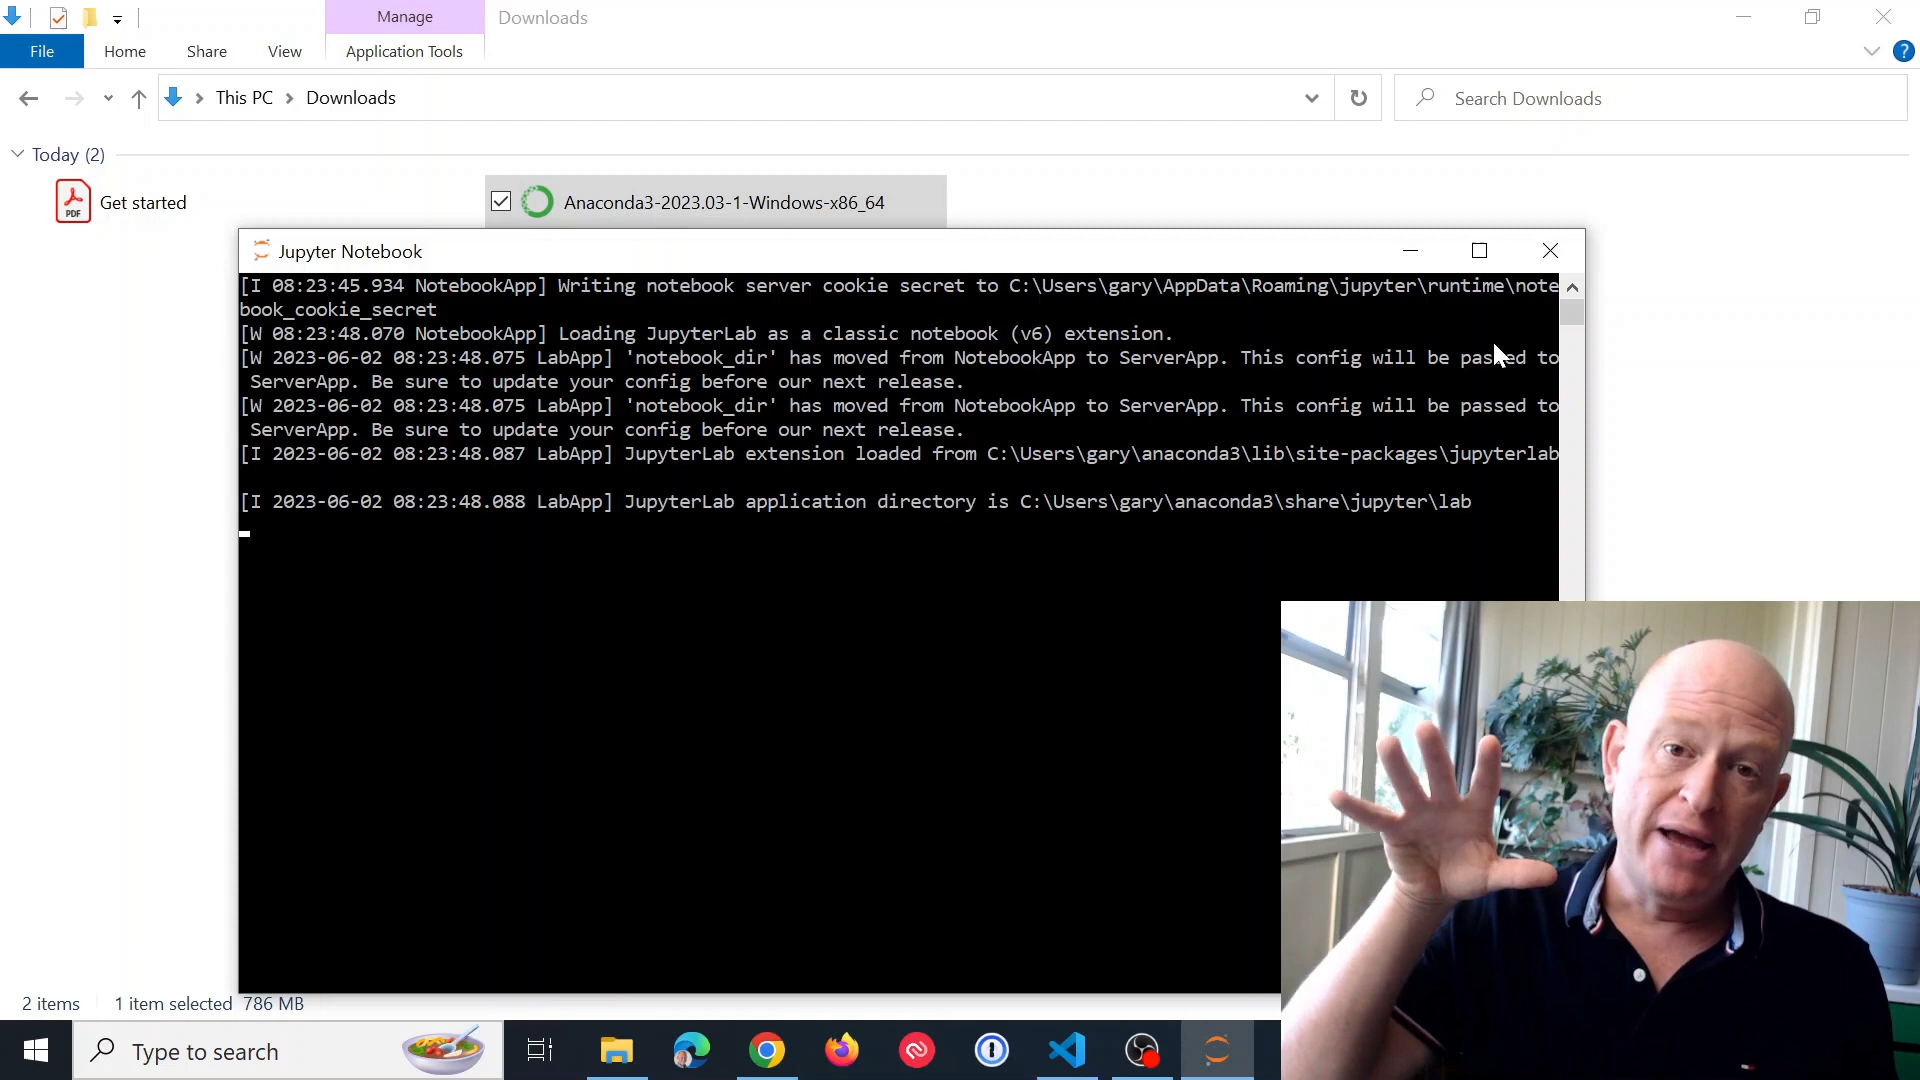 Manage
Downloads
File
Home
Share
View
Application Tools
?
This PC
Downloads
Search Downloads
Today (2)
PDF
Get started
Anaconda3-2023.03-1-Windows-x86_64
Jupyter Notebook
[I 08:23:45.934 NotebookApp] Writing notebook server cookie secret to C:\Users\gary\AppData\Roaming\jupyter\runtime\note
book_cookie_secret
[W 08:23:48.070 NotebookApp] Loading JupyterLab as a classic notebook (v6) extension.
[W 2023-06-02 08:23:48.075 LabApp] 'notebook_dir' has moved from NotebookApp to ServerApp. This config will be passed to
ServerApp. Be sure to update your config before our next release.
[W 2023-06-02 08:23:48.075 LabApp] 'notebook_dir' has moved from NotebookApp to ServerApp. This config will be passed to
ServerApp. Be sure to update your config before our next release.
[I 2023-06-02 08:23:48.087 LabApp] JupyterLab extension loaded from C:\Users\gary\anaconda3\lib\site-packages\jupyterlab
[I 2023-06-02 08:23:48.088 LabApp] JupyterLab application directory is C:\Users\gary\anaconda3\share\jupyter\lab
2 items
1 item selected 786 MB
Type to search